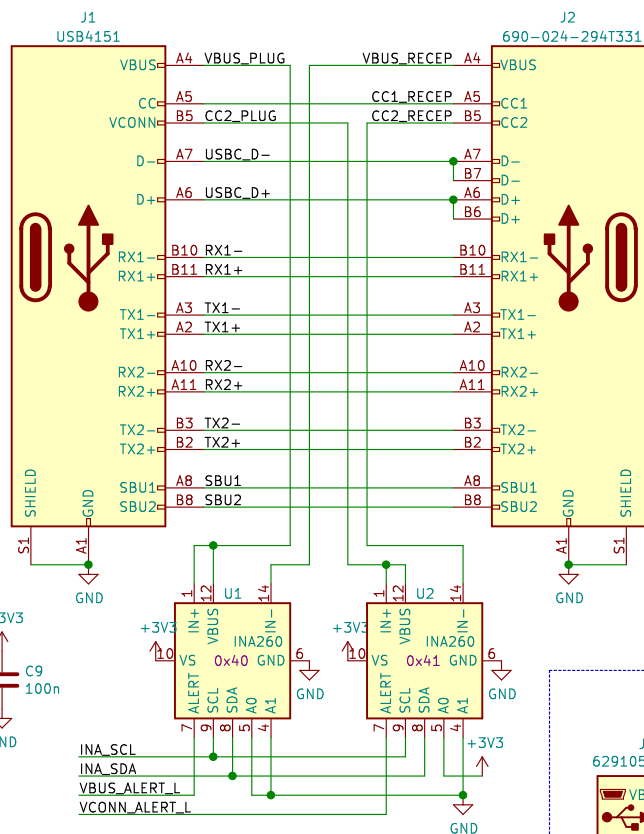 J1
USB4151
J2
690-024-294T331
VBUS A4 VBUS_PLUG VBUS_RECEP A4 VBUS
CC A5 CC1_RECEP A5 CC1
VCONN B5 CC2_PLUG CC2_RECEP B5 CC2
D- A7 USBC_D- A7 D-
B7 D-
D+ A6 USBC_D+ A6 D+
B6 D+
RX1- B10 RX1- B10 RX1-
RX1+ B11 RX1+ B11 RX1+
TX1- A3 TX1- A3 TX1-
TX1+ A2 TX1+ A2 TX1+
RX2- A10 RX2- A10 RX2-
RX2+ A11 RX2+ A11 RX2+
TX2- B3 TX2- B3 TX2-
TX2+ B2 TX2+ B2 TX2+
SBU1 A8 SBU1 A8 SBU1
SBU2 B8 SBU2 B8 SBU2
SHIELD GND GND SHIELD
S1 A1 A1 S1
GND GND
1 12 14 U1
IN+ VBUS IN-
INA260
+3V3
10 VS 0x40 GND 6
GND
ALERT SCL SDA A0 A1
7 9 8 5 4
1 12 14 U2
IN+ VBUS IN-
INA260
+3V3
10 VS 0x41 GND 6
GND
ALERT SCL SDA A0 A1
7 9 8 5 4
3V3
C9
100n
ND
INA_SCL
INA_SDA
VBUS_ALERT_L
VCONN_ALERT_L
+3V3
GND
J
629105
VB